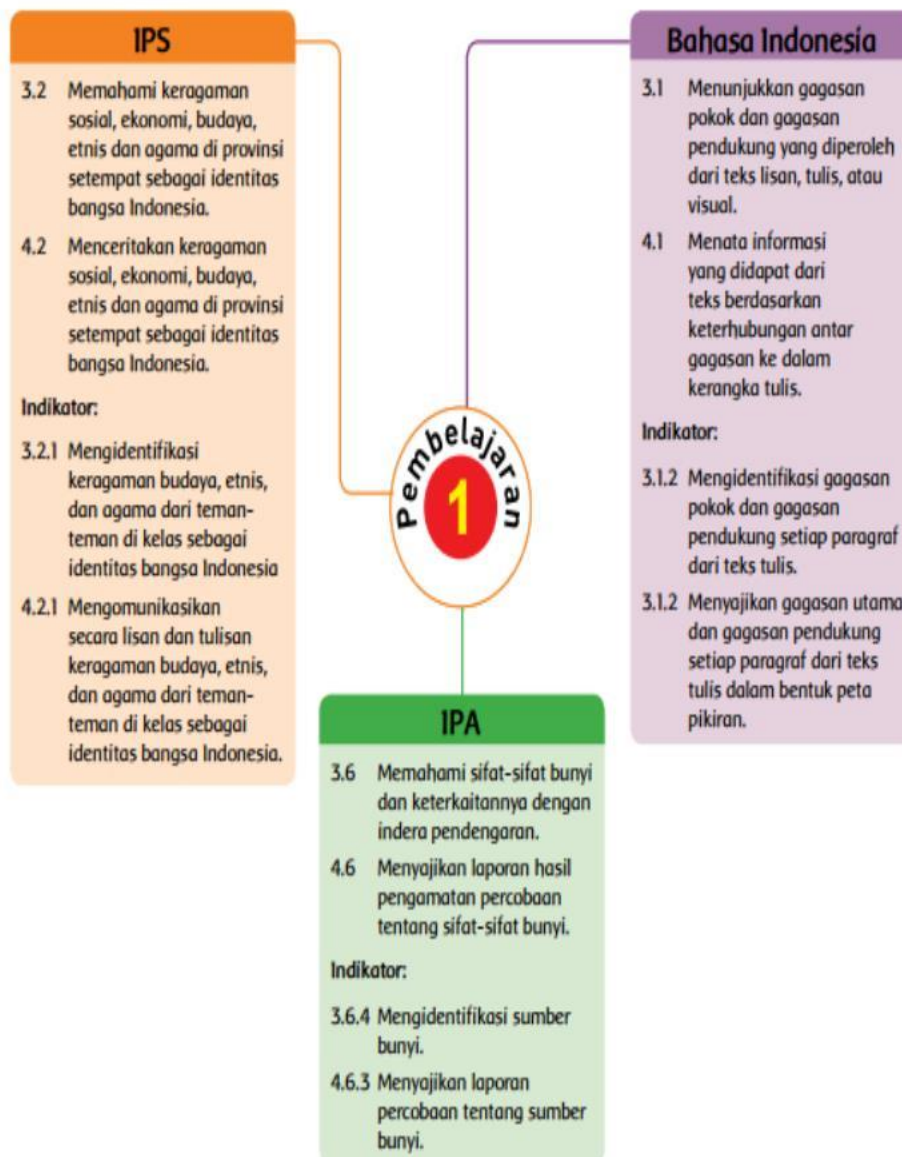 IPS
3.2 Memahami keragaman
sosial, ekonomi, budaya,
etnis dan agama di provinsi
setempat sebagai identitas
bangsa Indonesia.
4.2 Menceritakan keragaman
sosial, ekonomi, budaya,
etnis dan agama di provinsi
setempat sebagai identitas
bangsa Indonesia.
Indikator:
3.2.1 Mengidentifikasi
keragaman budaya, etnis,
dan agama dari teman-
teman di kelas sebagai
identitas bangsa Indonesia
4.2.1 Mengomunikasikan
secara lisan dan tulisan
keragaman budaya, etnis,
dan agama dari teman-
teman di kelas sebagai
identitas bangsa Indonesia.
Bahasa Indonesia
3.1 Menunjukkan gagasan
pokok dan gagasan
pendukung yang diperoleh
dari teks lisan, tulis, atau
visual.
4.1 Menata informasi
yang didapat dari
teks berdasarkan
keterhubungan antar
gagasan ke dalam
kerangka tulis.
Indikator:
3.1.2 Mengidentifikasi gagasan
pokok dan gagasan
pendukung setiap paragraf
dari teks tulis.
3.1.2 Menyajikan gagasan utama
dan gagasan pendukung
setiap paragraf dari teks
tulis dalam bentuk peta
pikiran.
Pembelajaran
1
IPA
3.6 Memahami sifat-sifat bunyi
dan keterkaitannya dengan
indera pendengaran.
4.6 Menyajikan laporan hasil
pengamatan percobaan
tentang sifat-sifat bunyi.
Indikator:
3.6.4 Mengidentifikasi sumber
bunyi.
4.6.3 Menyajikan laporan
percobaan tentang sumber
bunyi.